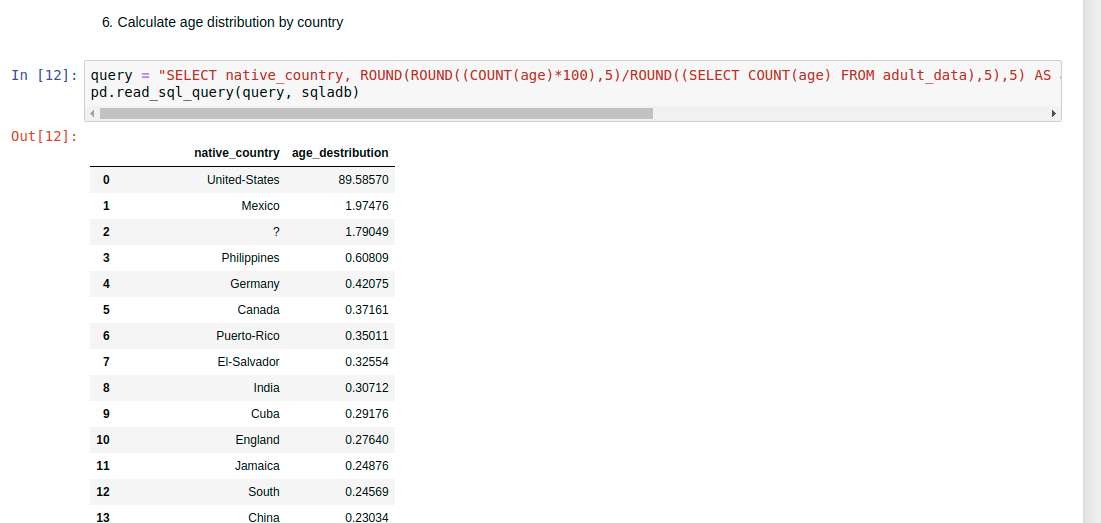 6. Calculate age distribution by country
In [12]: query = "SELECT native_country, ROUND(ROUND((COUNT(age)*100),5)/ROUND((SELECT COUNT(age) FROM adult_data),5),5) AS
pd.read_sql_query(query, sqladb)
Out[12]:
native_country age_destribution
0 United-States 89.58570
1 Mexico 1.97476
2 ? 1.79049
3 Philippines 0.60809
4 Germany 0.42075
5 Canada 0.37161
6 Puerto-Rico 0.35011
7 El-Salvador 0.32554
8 India 0.30712
9 Cuba 0.29176
10 England 0.27640
11 Jamaica 0.24876
12 South 0.24569
13 China 0.23034